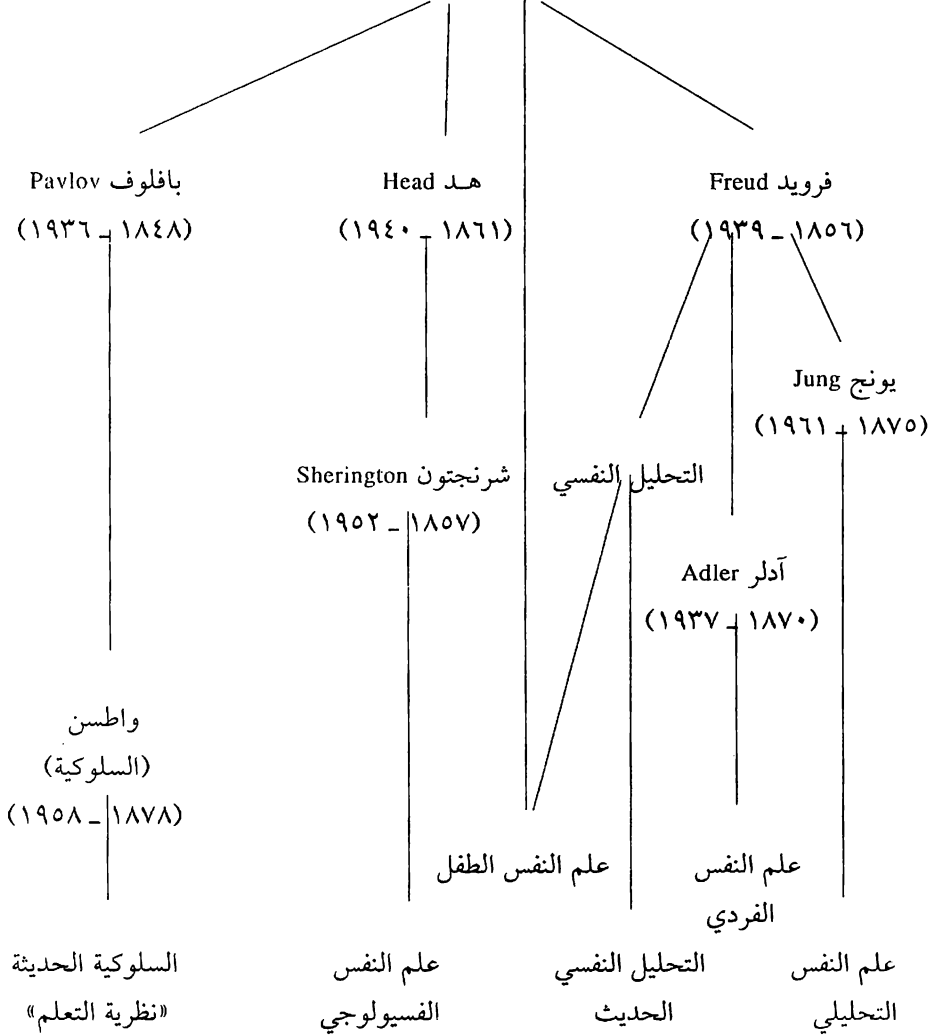 فرويد Freud
(١٨٥٦ – ١٩٣٩)
هـد Head
(١٨٦١ – ١٩٤٠)
بافلوف Pavlov
(١٨٤٨ – ١٩٣٦)
يونج Jung
(١٨٧٥ – ١٩٦١)
التحليل النفسي
شرنجتون Sherington
(١٨٥٧ – ١٩٥٢)
آدلر Adler
(١٨٧٠ – ١٩٣٧)
واطسن
(السلوكية)
(١٨٧٨ – ١٩٥٨)
علم النفس
الفردي
علم النفس الطفل
علم النفس
التحليلي
التحليل النفسي
الحديث
علم النفس
الفسيولوجي
السلوكية الحديثة
«نظرية التعلم»